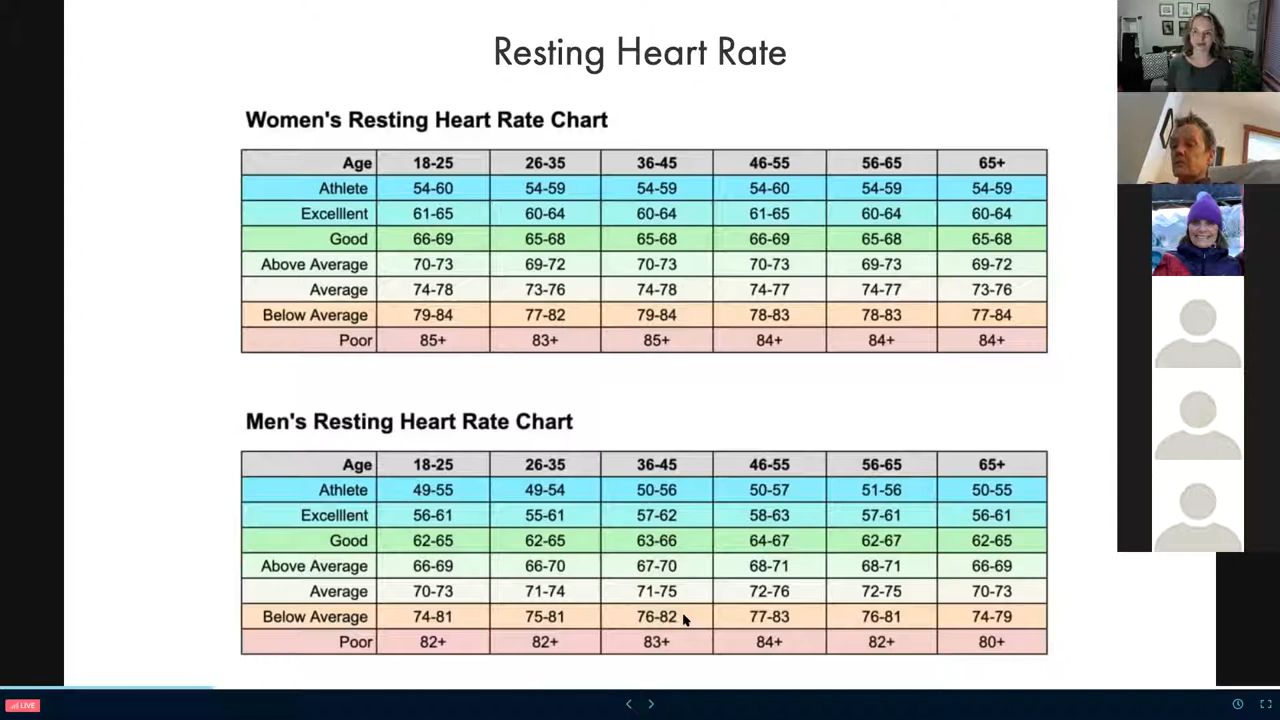 Resting Heart Rate
Women's Resting Heart Rate Chart
Age 18-25 26-35 36-45 46-55 56-65 65+
Athlete 54-60 54-59 54-59 54-60 54-59 54-59
Excelllent 61-65 60-64 60-64 61-65 60-64 60-64
Good 66-69 65-68 65-68 66-69 65-68 65-68
Above Average 70-73 69-72 70-73 70-73 69-73 69-72
Average 74-78 73-76 74-78 74-77 74-77 73-76
Below Average 79-84 77-82 79-84 78-83 78-83 77-84
Poor 85+ 83+ 85+ 84+ 84+ 84+
Men's Resting Heart Rate Chart
Age 18-25 26-35 36-45 46-55 56-65 65+
Athlete 49-55 49-54 50-56 50-57 51-56 50-55
Excelllent 56-61 55-61 57-62 58-63 57-61 56-61
Good 62-65 62-65 63-66 64-67 62-67 62-65
Above Average 66-69 66-70 67-70 68-71 68-71 66-69
Average 70-73 71-74 71-75 72-76 72-75 70-73
Below Average 74-81 75-81 76-82 77-83 76-81 74-79
Poor 82+ 82+ 83+ 84+ 82+ 80+
LIVE